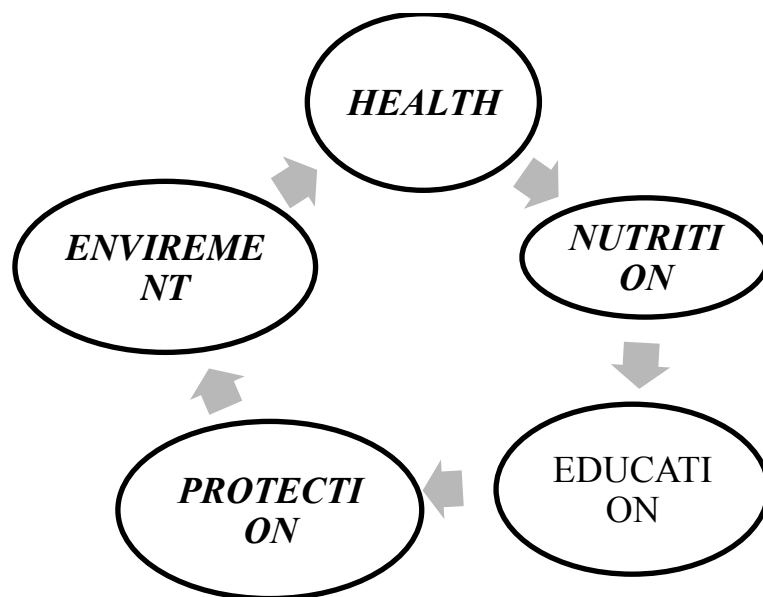 HEALTH
NUTRITI
ON
EDUCATI
ON
PROTECTI
ON
ENVIREME
NT